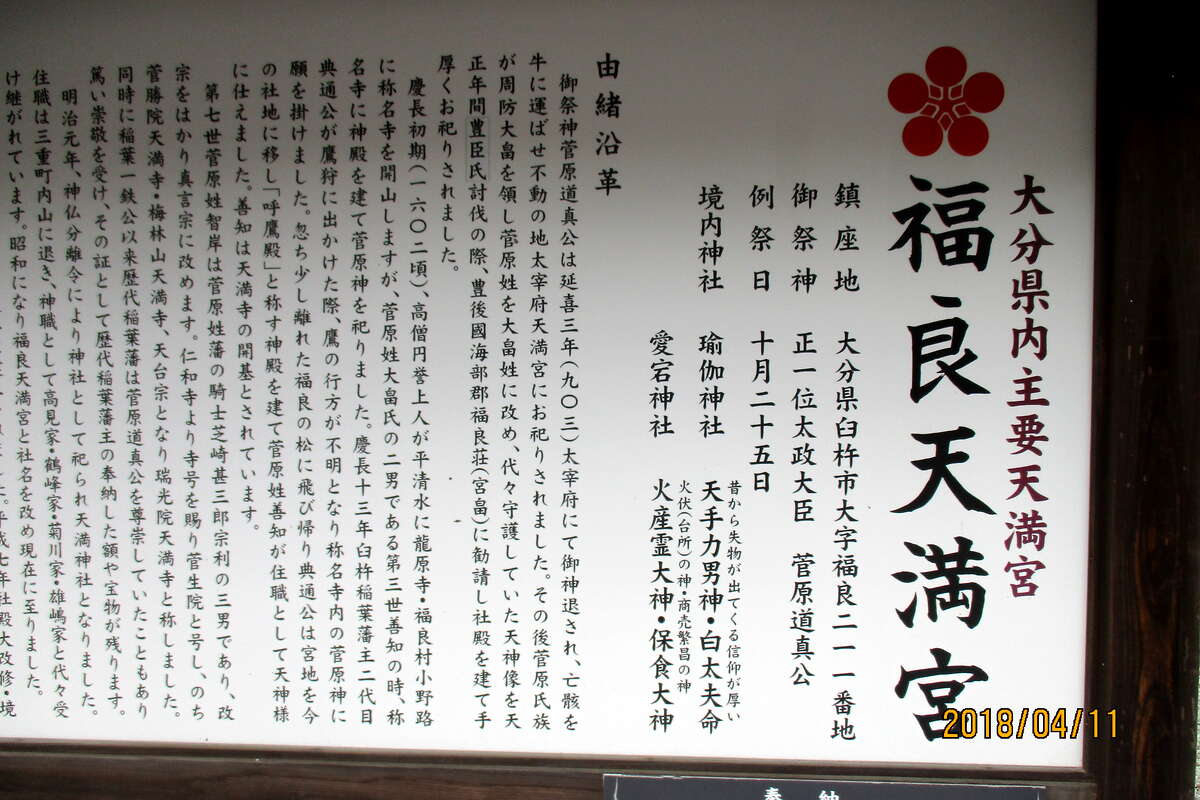 大分県内主要天満宮
福良天満宮
鎮座地 大分県臼杵市大字福良二一一番地
御祭神 正一位太政大臣 菅原道真公
例祭日 十月二十五日
境内神社 瑜伽神社 天手力男神・白太夫命
昔から失物が出てくる信仰が厚い
愛宕神社 火産霊大神・保食大神
火伏(台所)の神・商売繁昌の神
由緒沿革
御祭神菅原道真公は延喜三年(九〇三)太宰府にて御神退され、亡骸を
牛に運ばせ不動の地太宰府天満宮にお祀りされました。その後菅原氏族
が周防大畠を領し菅原姓を大畠姓に改め、代々守護していた天神像を天
正年間豊臣氏討伐の際、豊後國海部郡福良荘(宮畠)に勧請し社殿を建て手
厚くお祀りされました。
慶長初期(一六〇二頃)、高僧円誉上人が平清水に龍原寺・福良村小野路
に称名寺を開山しますが、菅原姓大畠氏の二男である第三世善知の時、称
名寺に神殿を建て菅原神を祀りました。慶長十三年臼杵稲葉藩主二代目
典通公が鷹狩に出かけた際、鷹の行方が不明となり称名寺内の菅原神に
願を掛けました。忽ち少し離れた福良の松に飛び帰り典通公は宮地を今
の社地に移し「呼鷹殿」と称す神殿を建て菅原姓善知が住職として天神様
に仕えました。善知は天満寺の開基とされています。
第七世菅原姓智岸は菅原姓藩の騎士芝崎甚三郎宗利の三男であり、改
宗をはかり真言宗に改めます。仁和寺より寺号を賜り菅生院と号し、のち
菅勝院天満寺・梅林山天満寺、天台宗となり瑞光院天満寺と称しました。
同時に稲葉一鉄公以来歴代稲葉藩は菅原道真公を尊崇していたこともあり
篤い崇敬を受け、その証として歴代稲葉藩主の奉納した額や宝物が残ります。
明治元年、神仏分離令により神社として祀られ天満神社となりました。
住職は三重町内山に退き、神職として高見家・鶴峰家・菊川家・雄嶋家と代々受
け継がれています。昭和になり福良天満宮と社名を改め現在に至りました。
平成七年社殿大改修・境
奉納
2018/04/11